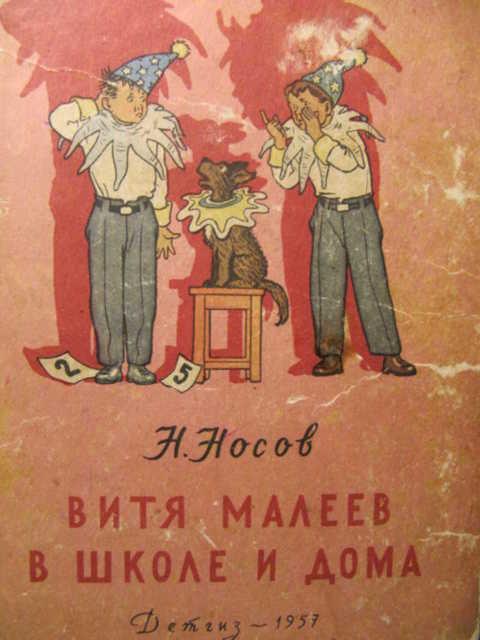 2
5
Н. Носов
ВИТЯ МАЛЕЕВ
В ШКОЛЕ И ДОМА
Детгиз – 1957